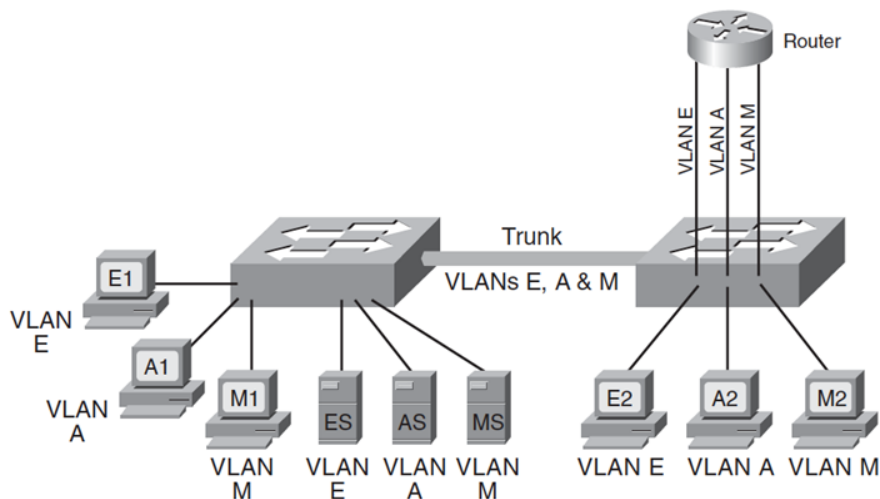 Router
VLAN E
VLAN A
VLAN M
Trunk
VLANs E, A & M
E1
VLAN
E
A1
VLAN
A
M1
VLAN
M
ES
VLAN
E
AS
VLAN
A
MS
VLAN
M
E2
VLAN E
A2
VLAN A
M2
VLAN M